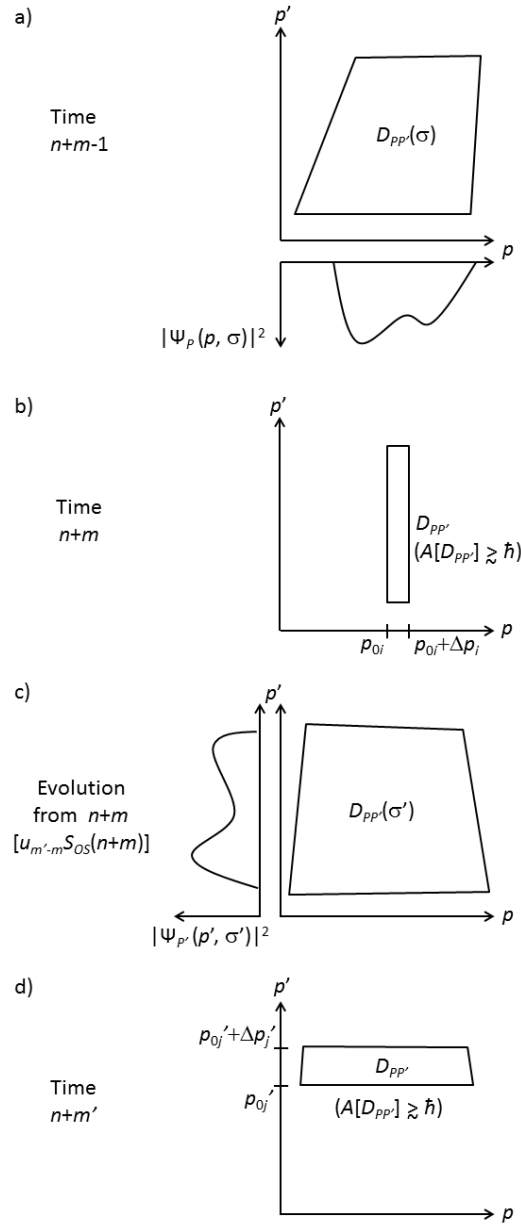 a)
p'
Time
n+m-1
D_PP'(σ)
p
|Ψ_P(p, σ)|²
b)
p'
Time
n+m
D_PP'
(A[D_PP'] ≳ ħ)
p_0i
p_0i+Δp_i
p
c)
p'
Evolution
from n+m
[u_m'-m S_OS(n+m)]
D_PP'(σ')
|Ψ_P'(p', σ')|²
p
d)
p'
p_0j'+Δp_j'
D_PP'
Time
n+m'
p_0j'
(A[D_PP'] ≳ ħ)
p